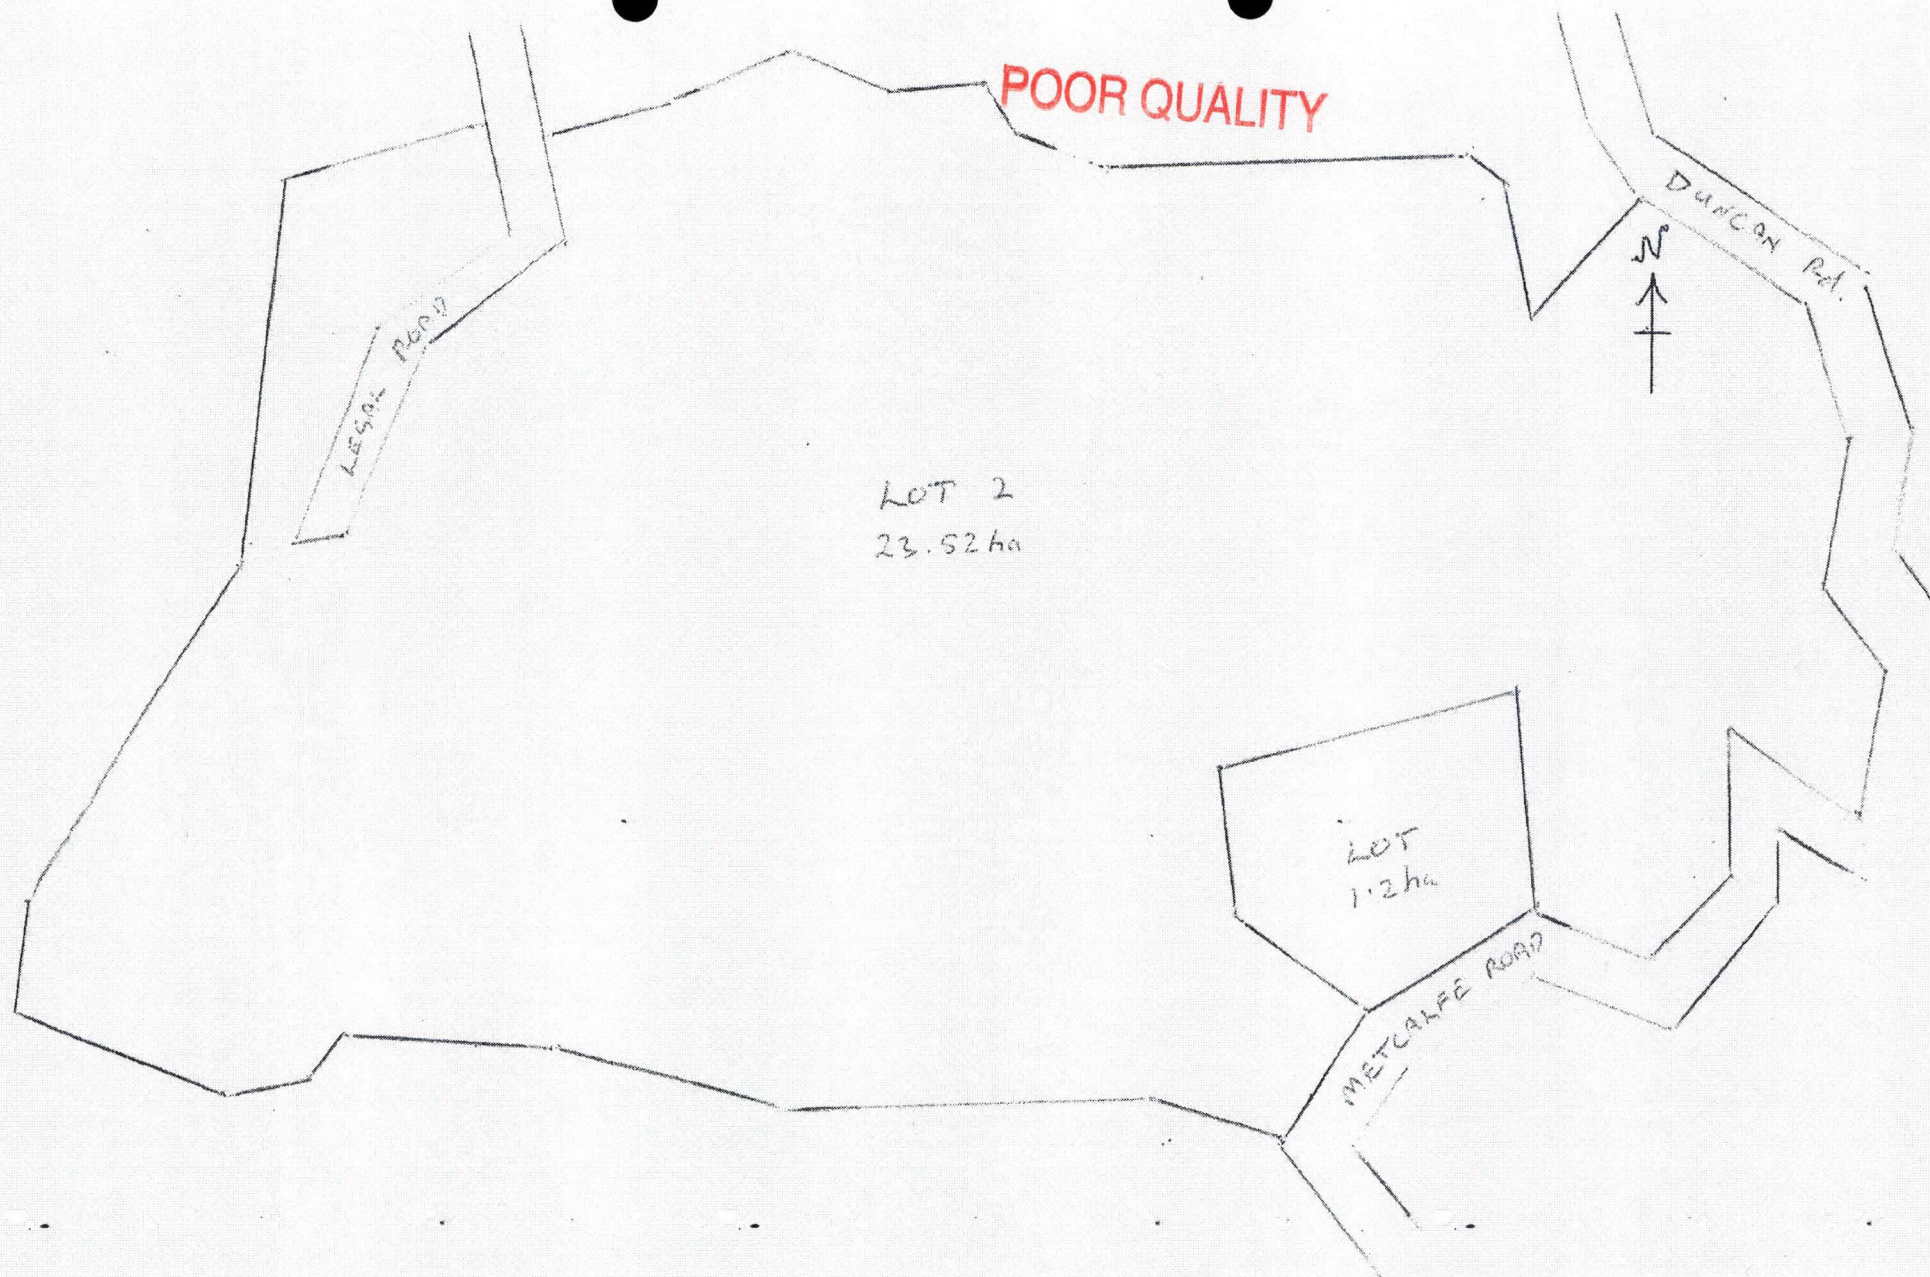 POOR QUALITY
DUNCAN Rd.
N
LEGAL ROAD
LOT 2
23.52 ha
LOT
1.2 ha
METCALFE ROAD